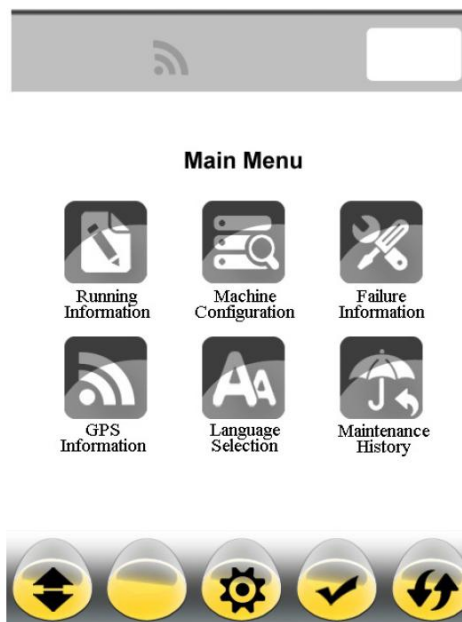 Main Menu
Running
Information
Machine
Configuration
Failure
Information
GPS
Information
Language
Selection
Maintenance
History